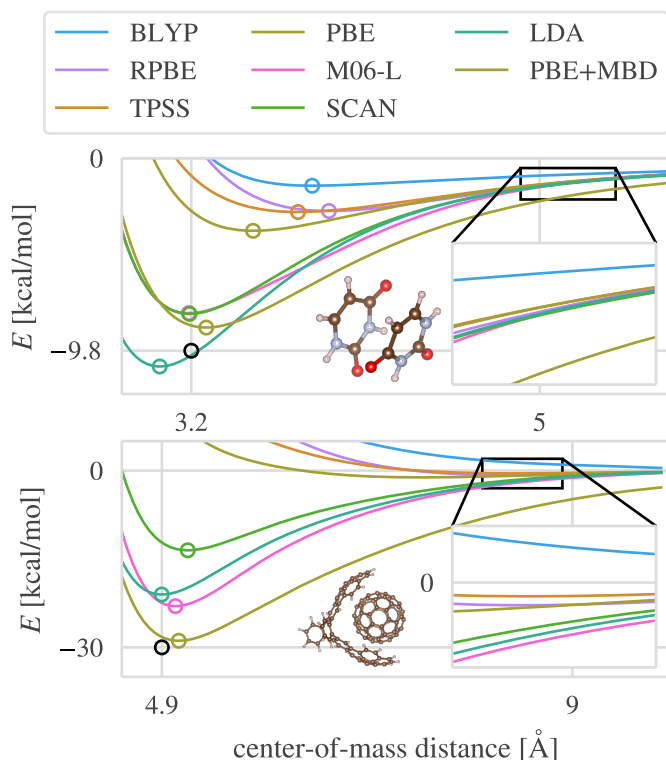 BLYP PBE LDA
RPBE M06-L PBE+MBD
TPSS SCAN
0
E [kcal/mol]
−9.8
3.2 5
0
E [kcal/mol]
0
−30
4.9 9
center-of-mass distance [Å]